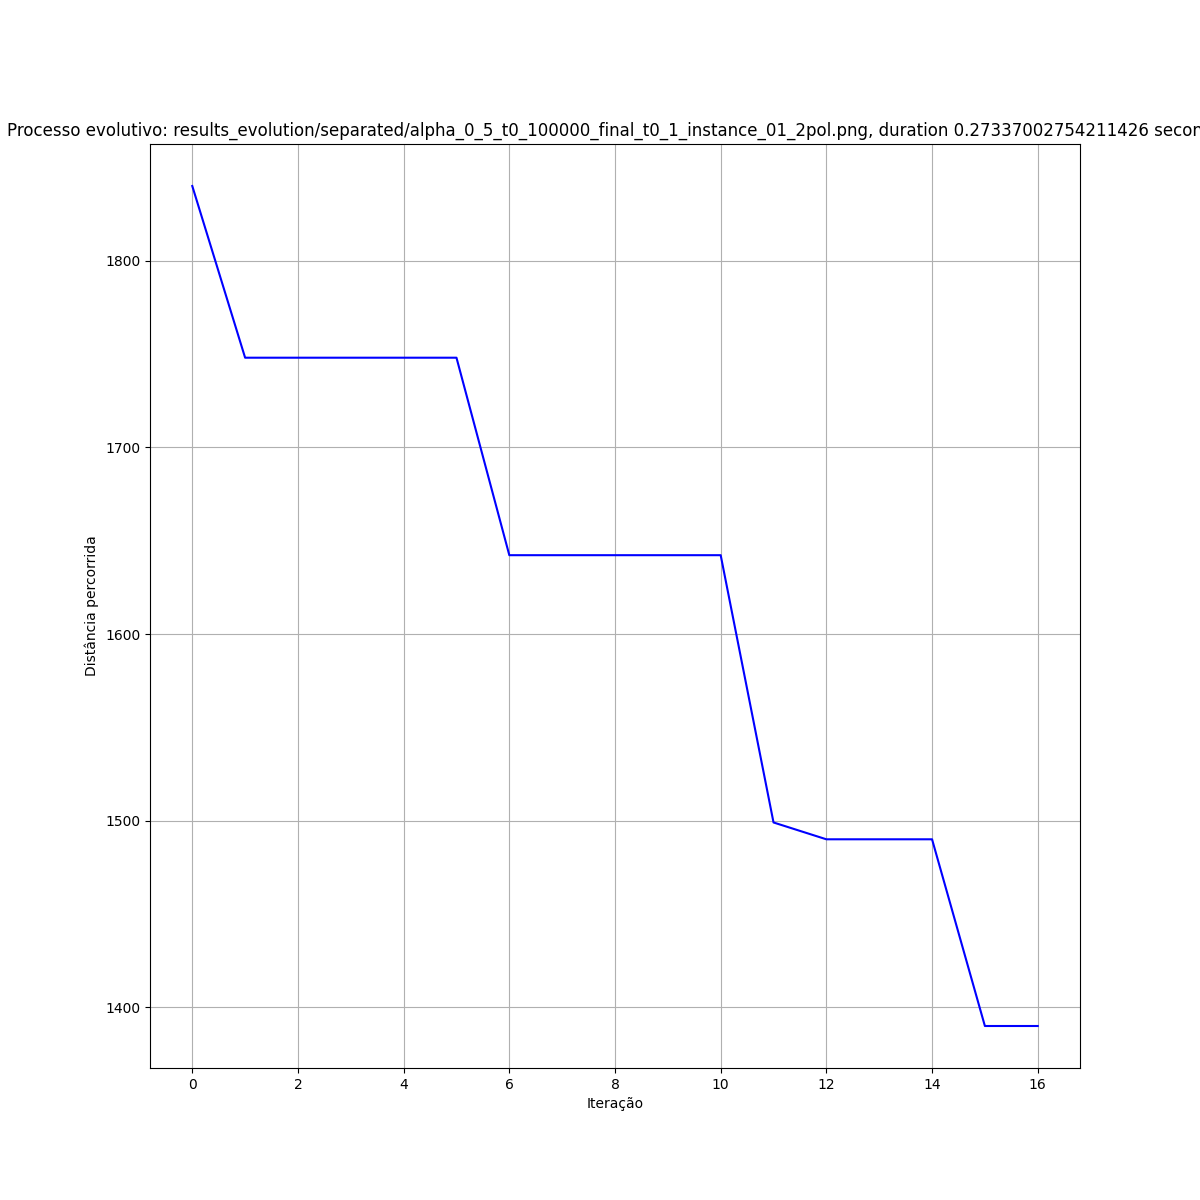 Processo evolutivo: results_evolution/separated/alpha_0_5_t0_100000_final_t0_1_instance_01_2pol.png, duration 0.27337002754211426 secon
1800
1700
1600
1500
1400
Distância percorrida
0 2 4 6 8 10 12 14 16
Iteração